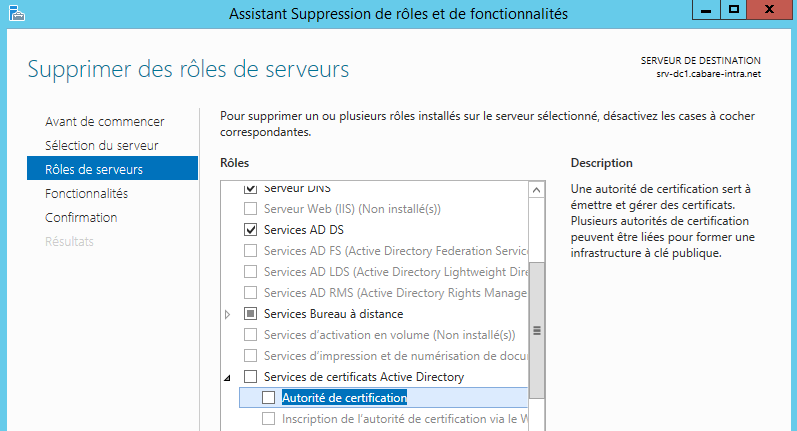 Assistant Suppression de rôles et de fonctionnalités
Supprimer des rôles de serveurs
SERVEUR DE DESTINATION
srv-dc1.cabare-intra.net
Avant de commencer
Sélection du serveur
Rôles de serveurs
Fonctionnalités
Confirmation
Résultats
Pour supprimer un ou plusieurs rôles installés sur le serveur sélectionné, désactivez les cases à cocher
correspondantes.
Rôles
Serveur DNS
Serveur Web (IIS) (Non installé(s))
Services AD DS
Services AD FS (Active Directory Federation Service
Services AD LDS (Active Directory Lightweight Dire
Services AD RMS (Active Directory Rights Manage
Services Bureau à distance
Services d'activation en volume (Non installé(s))
Services d'impression et de numérisation de docu
Services de certificats Active Directory
Autorité de certification
Inscription de l'autorité de certification via le W
Description
Une autorité de certification sert à
émettre et gérer des certificats.
Plusieurs autorités de certification
peuvent être liées pour former une
infrastructure à clé publique.